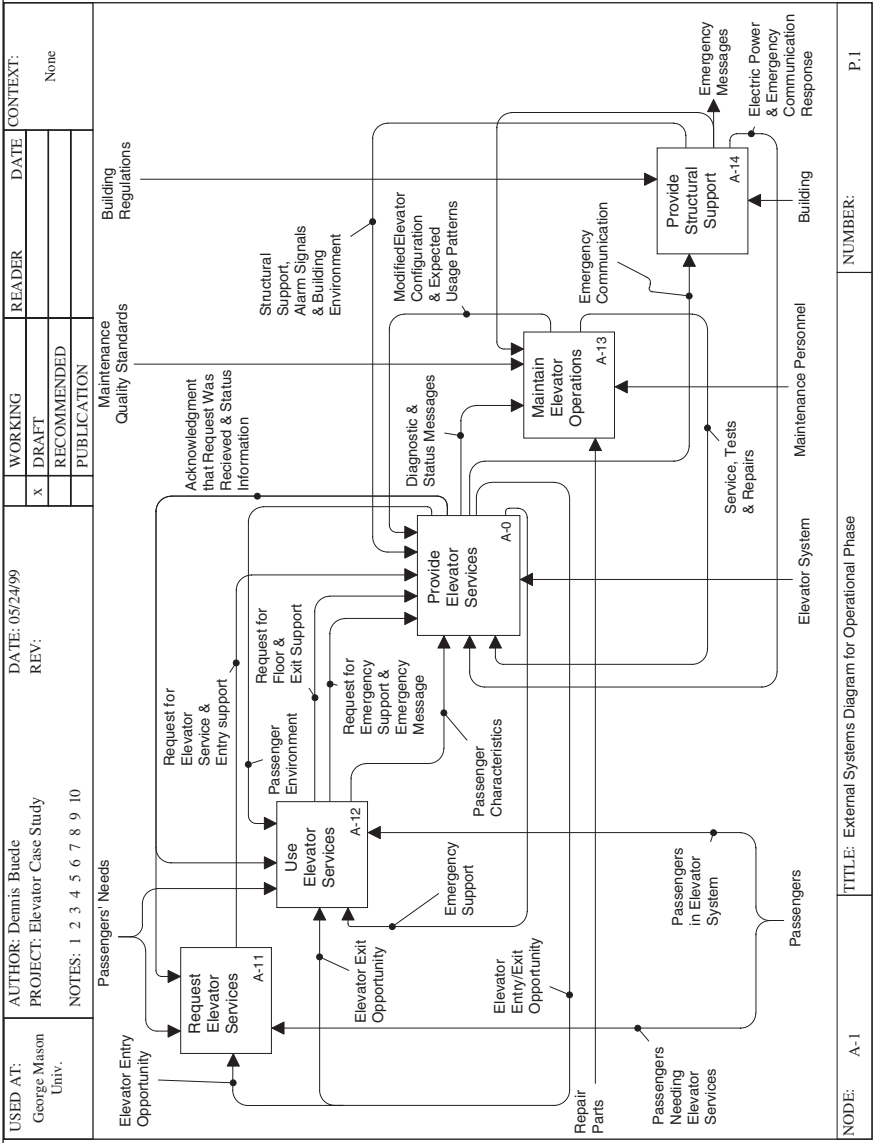 USED AT:
George Mason
Univ.
AUTHOR: Dennis Buede
PROJECT: Elevator Case Study
NOTES: 1 2 3 4 5 6 7 8 9 10
DATE: 05/24/99
REV:
WORKING
x DRAFT
RECOMMENDED
PUBLICATION
READER
DATE
CONTEXT:
None
Passengers' Needs
Maintenance
Quality Standards
Building
Regulations
Elevator Entry
Opportunity
Request
Elevator
Services
A-11
Request for
Elevator
Service &
Entry support
Acknowledgment
that Request Was
Recieved & Status
Information
Structural
Support,
Alarm Signals
& Building
Environment
Passenger
Environment
Use
Elevator
Services
A-12
Request for
Floor &
Exit Support
Request for
Emergency
Support &
Emergency
Message
Passenger
Characteristics
Provide
Elevator
Services
A-0
Diagnostic &
Status Messages
ModifiedElevator
Configuration
& Expected
Usage Patterns
Maintain
Elevator
Operations
A-13
Emergency
Communication
Provide
Structural
Support
A-14
Emergency
Messages
Electric Power
& Emergency
Communication
Response
Elevator Exit
Opportunity
Emergency
Support
Elevator
Entry/Exit
Opportunity
Service, Tests
& Repairs
Repair
Parts
Passengers
Needing
Elevator
Services
Passengers
in Elevator
System
Passengers
Elevator System
Maintenance Personnel
Building
NODE: A-1
TITLE: External Systems Diagram for Operational Phase
NUMBER: P.1